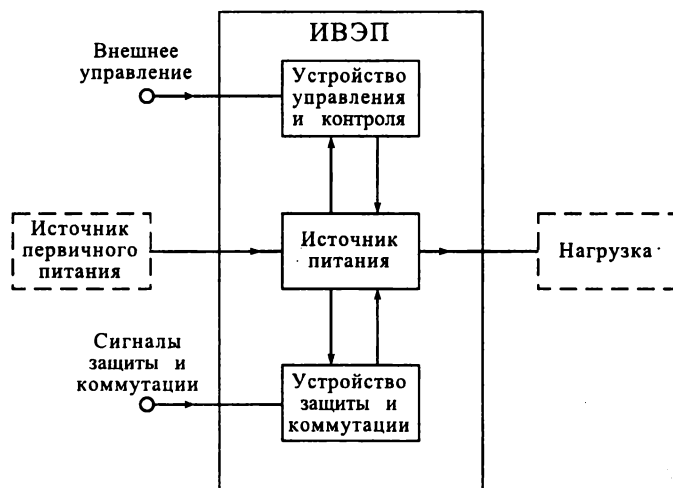 ИВЭП
Внешнее
управление
Устройство
управления
и контроля
Источник
первичного
питания
Источник
питания
Нагрузка
Сигналы
защиты и
коммутации
Устройство
защиты и
коммутации